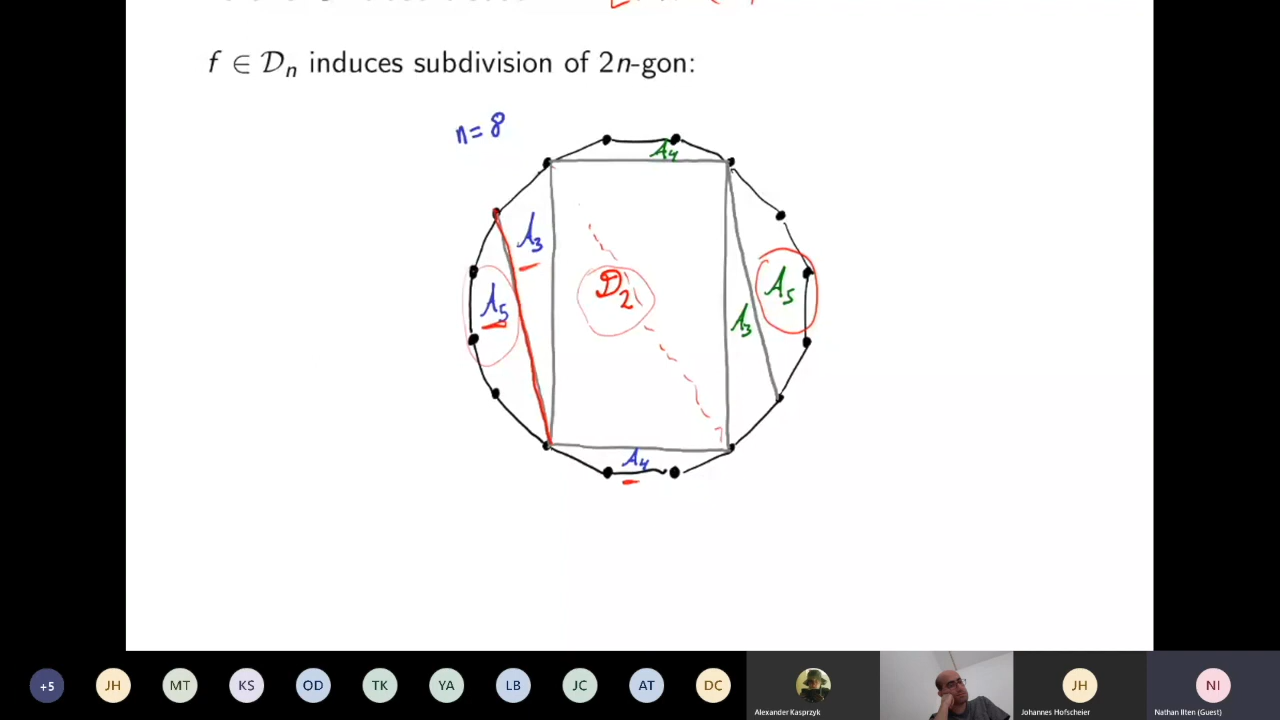 f ∈ 𝒟ₙ induces subdivision of 2n-gon:
n=8
A₄
A₃
A₅
A₅
𝒟₂
A₃
A₄
+5
JH
MT
KS
OD
TK
YA
LB
JC
AT
DC
JH
NI
Alexander Kasprzyk
Johannes Hofscheier
Nathan Ilten (Guest)